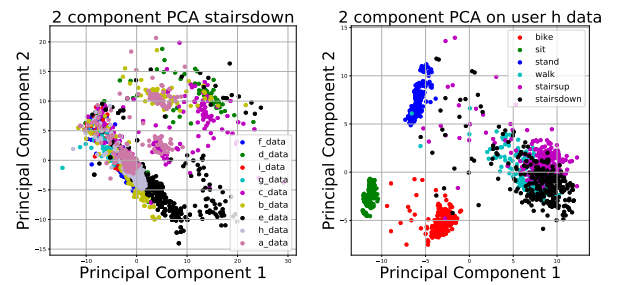 2 component PCA stairsdown
Principal Component 2
20
15
10
5
0
−5
−10
−15
−10
0
10
20
30
Principal Component 1
f_data
d_data
i_data
g_data
c_data
b_data
e_data
h_data
a_data
2 component PCA on user h data
Principal Component 2
15
10
5
0
−5
−10
−5
0
5
10
Principal Component 1
bike
sit
stand
walk
stairsup
stairsdown